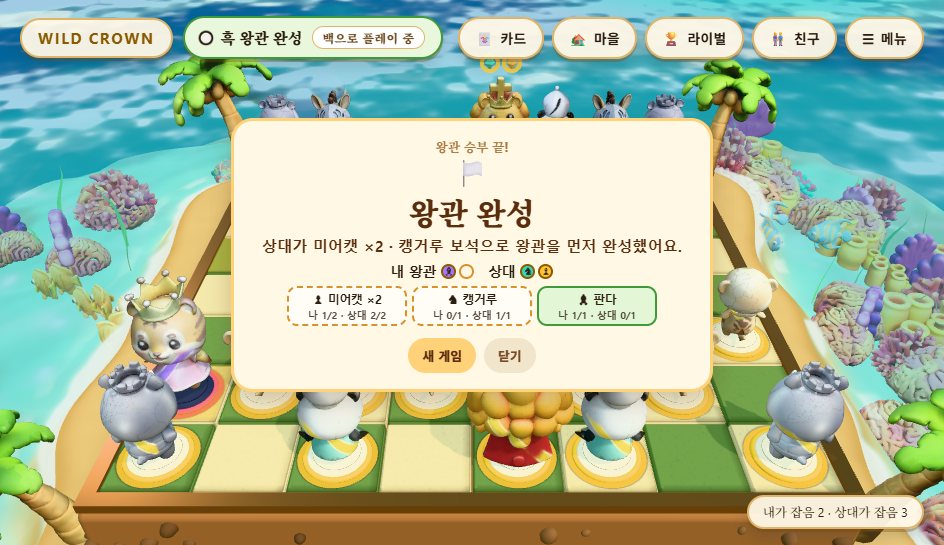 WILD CROWN
흑 왕관 완성 백으로 플레이 중
카드
마을
라이벌
친구
☰ 메뉴
왕관 승부 끝!
왕관 완성
상대가 미어캣 ×2 · 캥거루 보석으로 왕관을 먼저 완성했어요.
내 왕관 상대
미어캣 ×2
나 1/2 · 상대 2/2
캥거루
나 0/1 · 상대 1/1
판다
나 1/1 · 상대 0/1
새 게임 닫기
내가 잡음 2 · 상대가 잡음 3